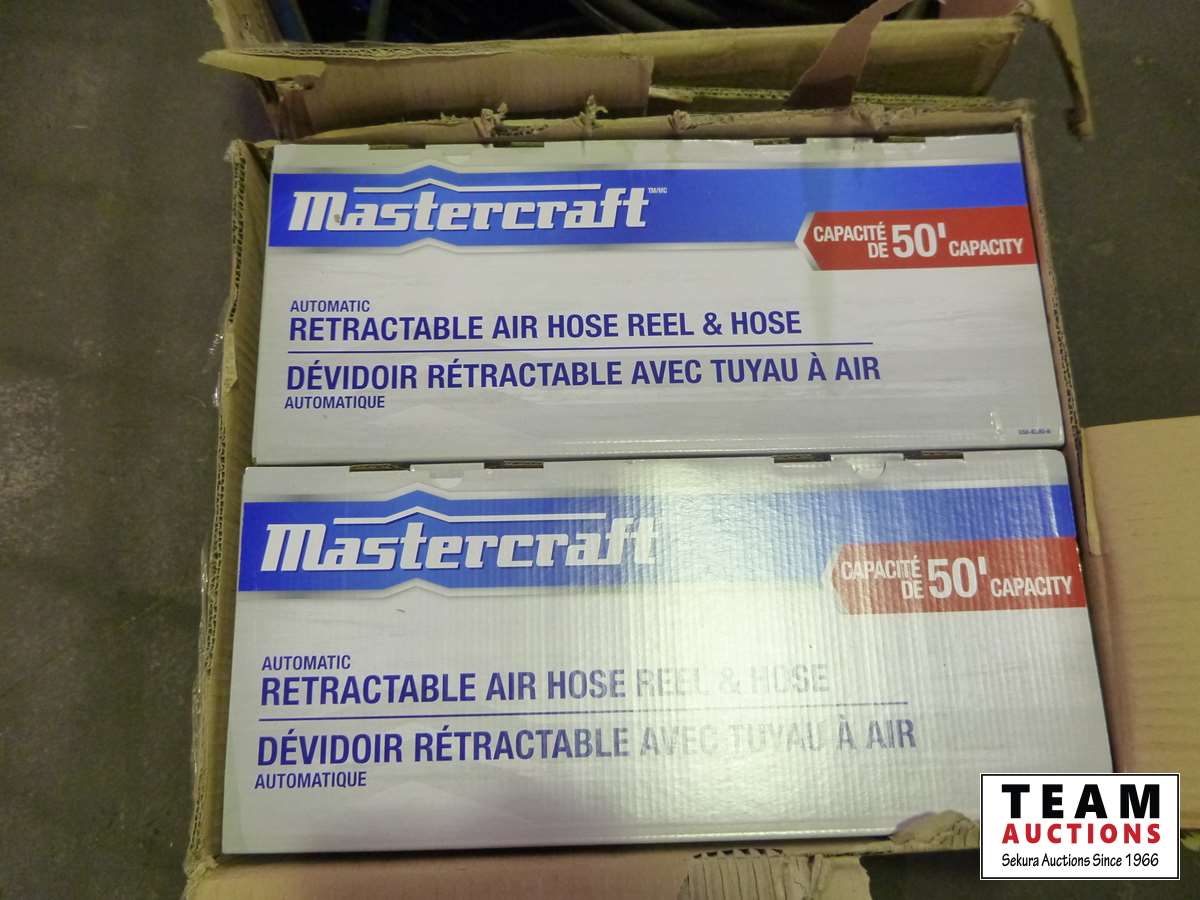 Mastercraft TM/MC
CAPACITÉ
DE 50' CAPACITY
AUTOMATIC
RETRACTABLE AIR HOSE REEL & HOSE
DÉVIDOIR RÉTRACTABLE AVEC TUYAU À AIR
AUTOMATIQUE
Mastercraft
CAPACITÉ
DE 50' CAPACITY
AUTOMATIC
RETRACTABLE AIR HOSE REEL & HOSE
DÉVIDOIR RÉTRACTABLE AVEC TUYAU À AIR
AUTOMATIQUE
TEAM
AUCTIONS
Sekura Auctions Since 1966